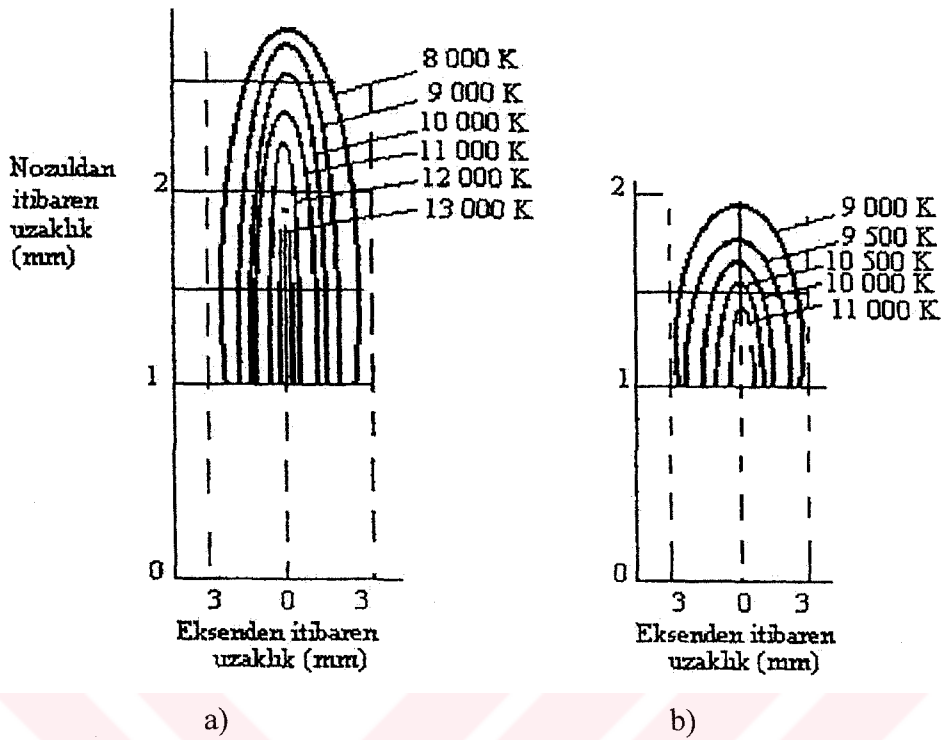 8 000 K
9 000 K
10 000 K
11 000 K
12 000 K
13 000 K
Nozuldan
itibaren
uzaklık
(mm)
2
1
0
3 0 3
Eksenden itibaren
uzaklık (mm)
a)
2
9 000 K
9 500 K
10 500 K
10 000 K
11 000 K
1
0
3 0 3
Eksenden itibaren
uzaklık (mm)
b)